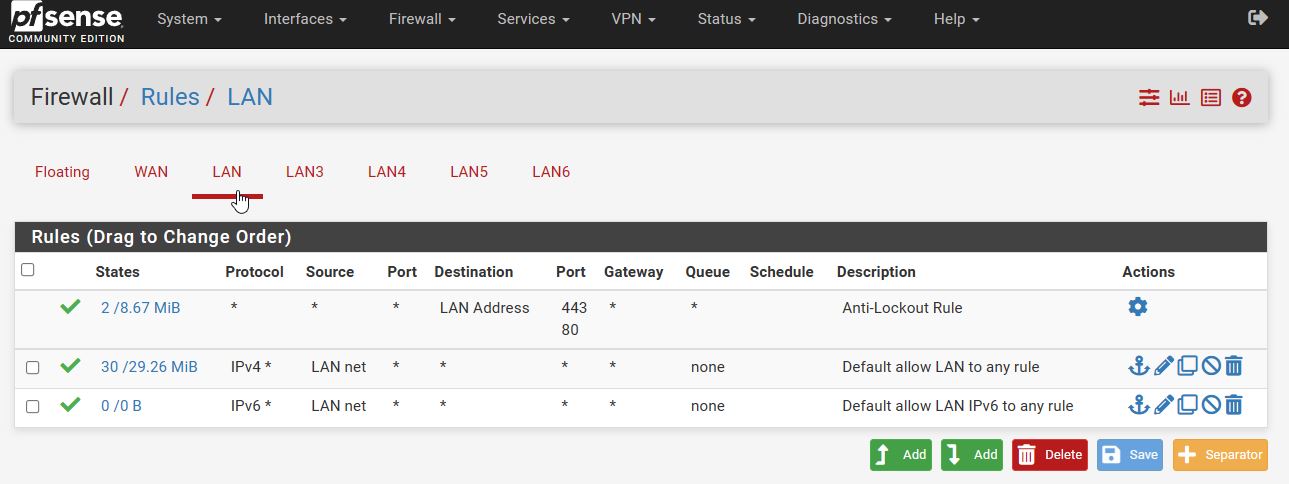 pfsense
COMMUNITY EDITION
System Interfaces Firewall Services VPN Status Diagnostics Help
Firewall / Rules / LAN
Floating WAN LAN LAN3 LAN4 LAN5 LAN6
Rules (Drag to Change Order)
States Protocol Source Port Destination Port Gateway Queue Schedule Description Actions
2 /8.67 MiB * * * LAN Address 443 * * Anti-Lockout Rule
80
30 /29.26 MiB IPv4 * LAN net * * * * none Default allow LAN to any rule
0 /0 B IPv6 * LAN net * * * * none Default allow LAN IPv6 to any rule
Add Add Delete Save Separator